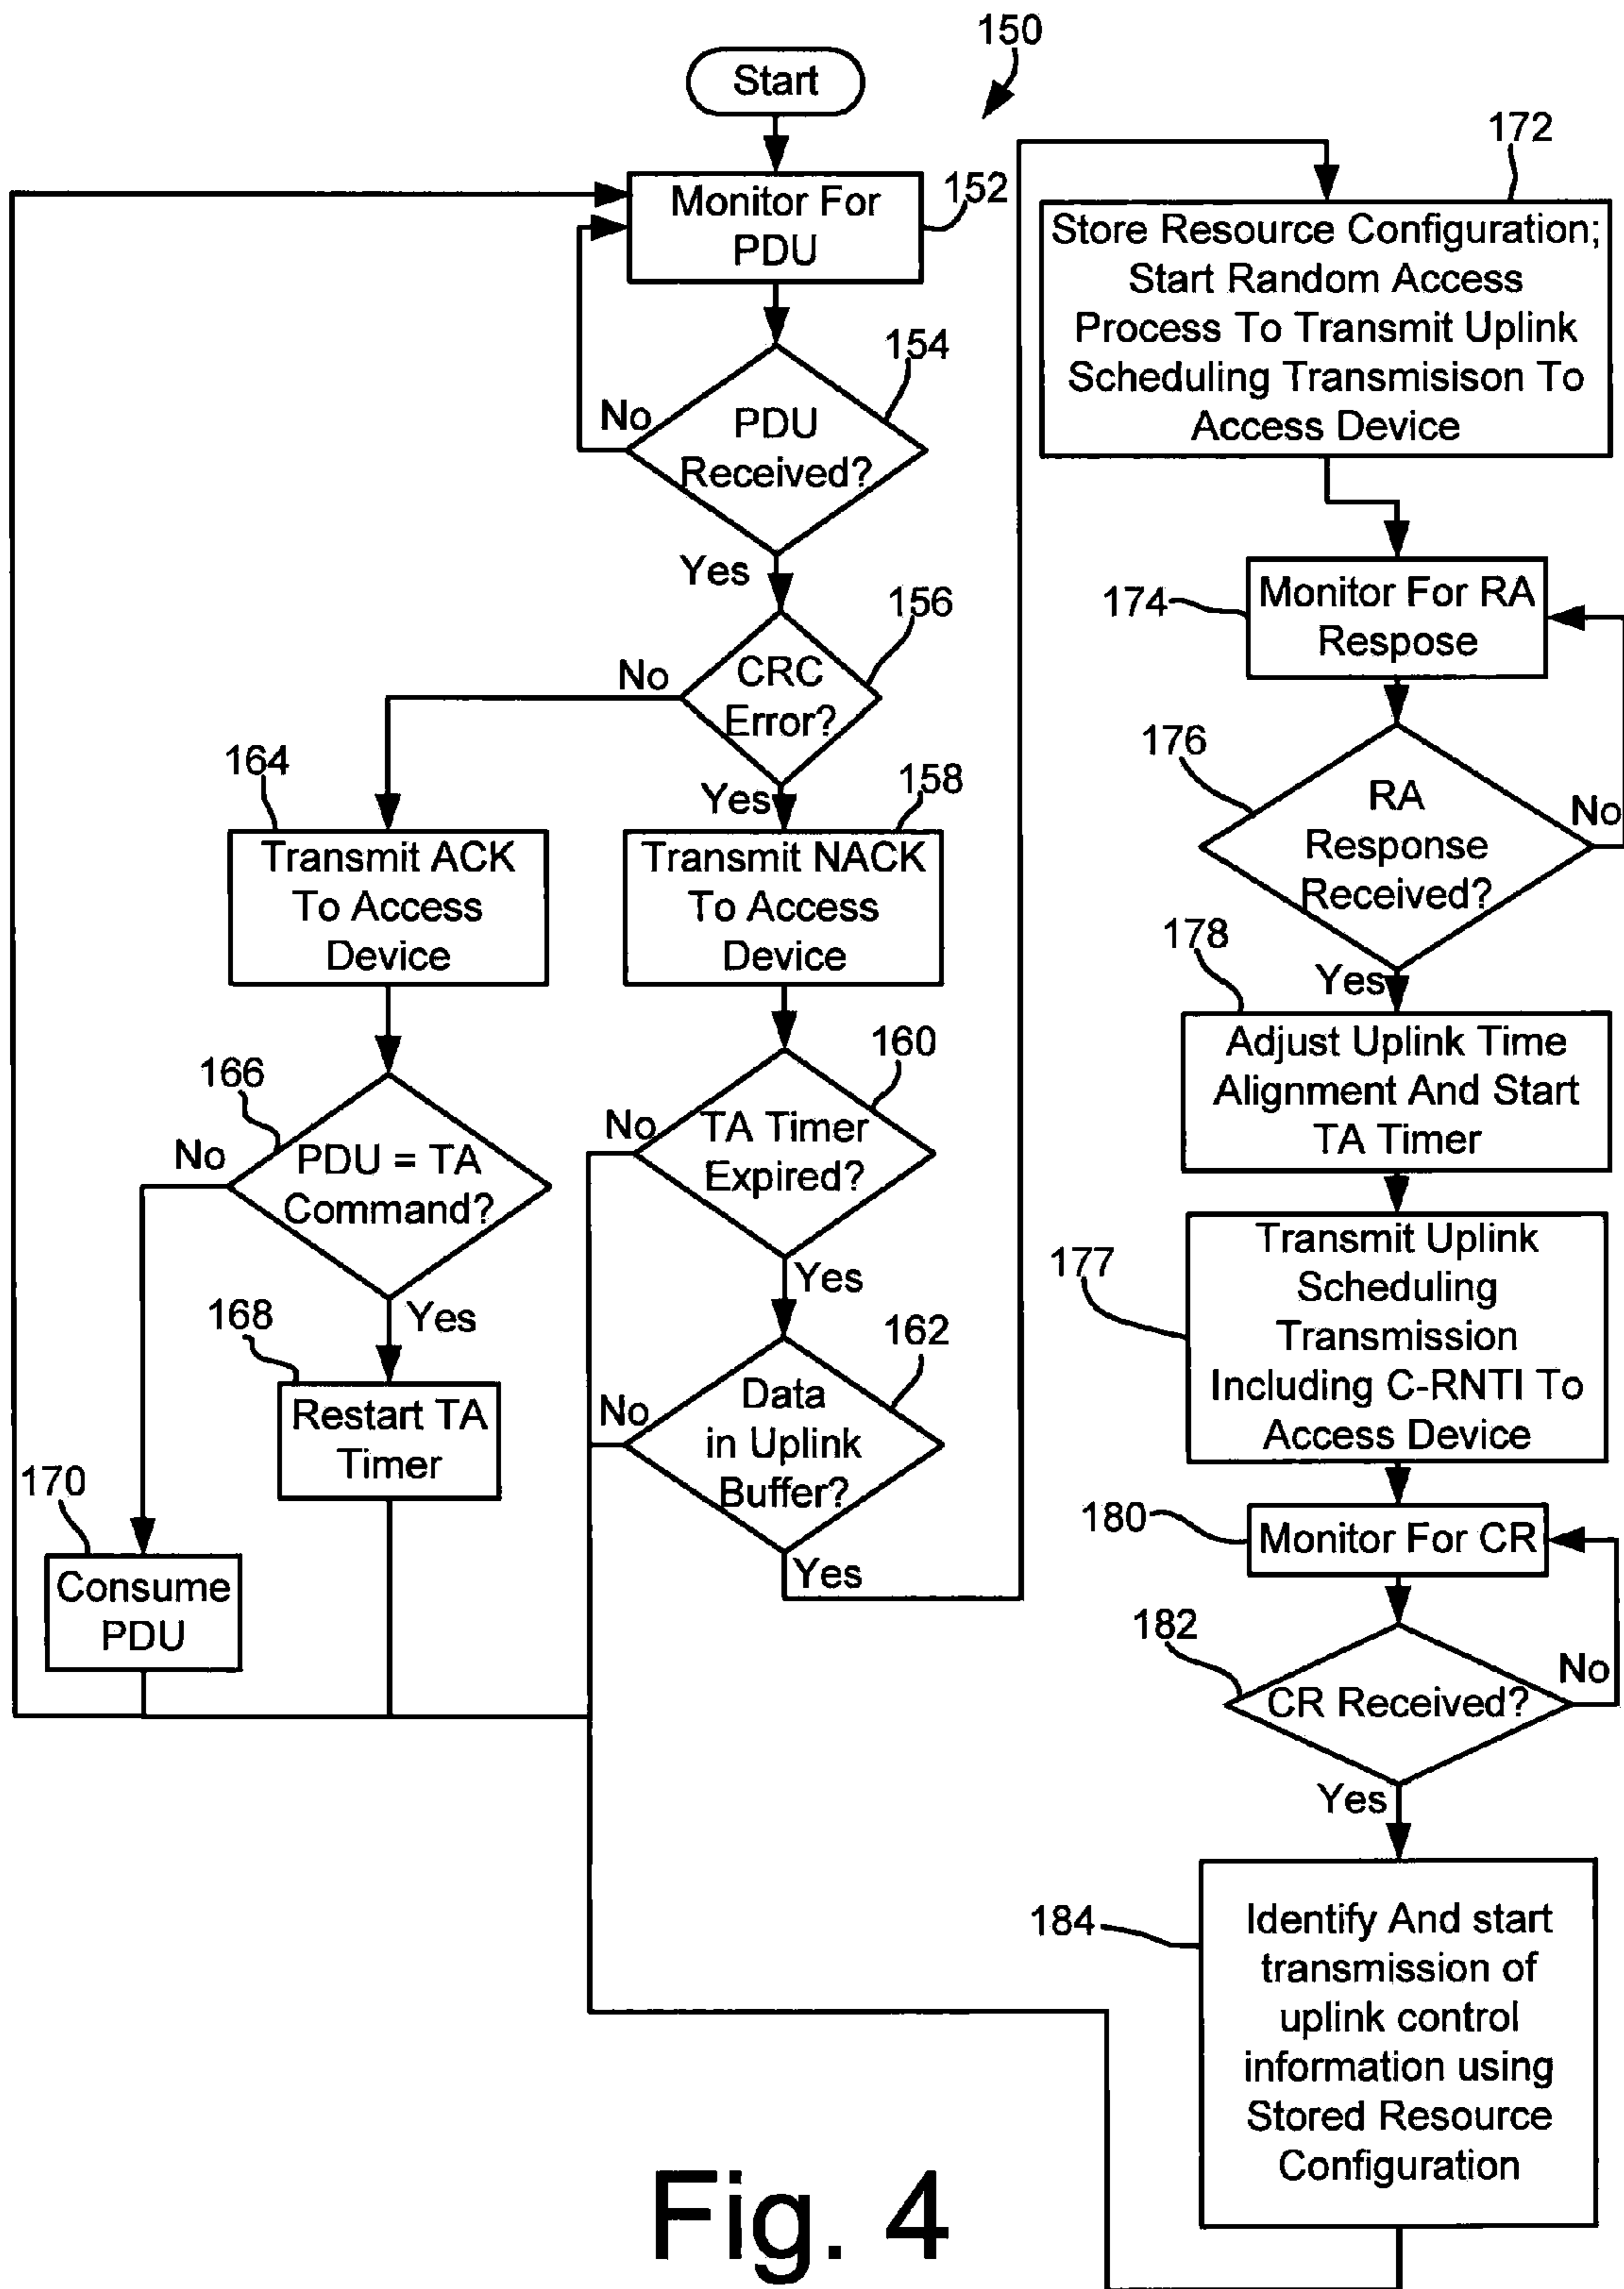 150
Start
Monitor For
PDU
152
154
No
PDU
Received?
Yes
156
No
CRC
Error?
164
Yes
158
Transmit ACK
To Access
Device
Transmit NACK
To Access
Device
166
No
PDU = TA
Command?
160
No
TA Timer
Expired?
Yes
168
Yes
162
Restart TA
Timer
No
Data
in Uplink
Buffer?
Yes
170
Consume
PDU
172
Store Resource Configuration;
Start Random Access
Process To Transmit Uplink
Scheduling Transmisison To
Access Device
174
Monitor For RA
Respose
176
RA
Response
Received?
No
178
Yes
Adjust Uplink Time
Alignment And Start
TA Timer
177
Transmit Uplink
Scheduling
Transmission
Including C-RNTI To
Access Device
180
Monitor For CR
182
CR Received?
No
Yes
184
Identify And start
transmission of
uplink control
information using
Stored Resource
Configuration
Fig. 4